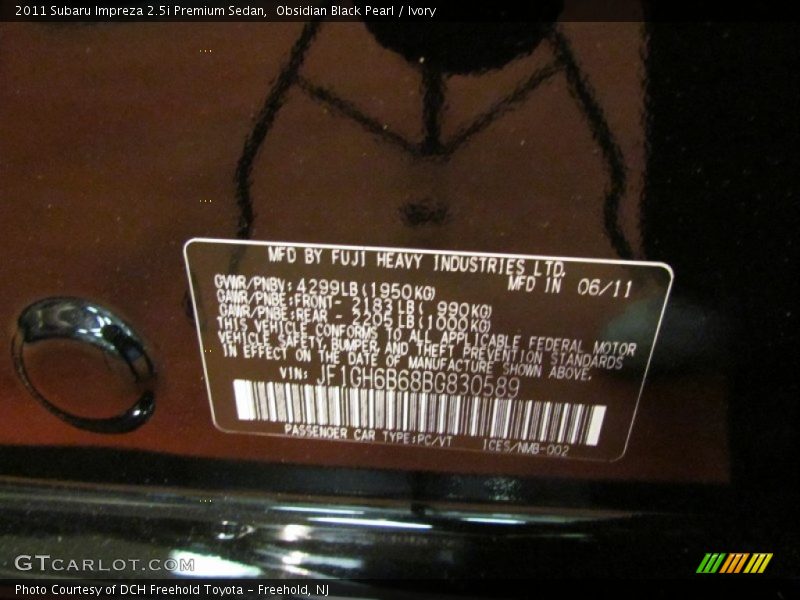 2011 Subaru Impreza 2.5i Premium Sedan,  Obsidian Black Pearl / Ivory
MFD BY FUJI HEAVY INDUSTRIES LTD.
GVWR/PNBV: 4299LB(1950KG) MFD IN 06/11
GAWR/PNBE:FRONT- 2183LB( 990KG)
GAWR/PNBE:REAR - 2205LB(1000KG)
THIS VEHICLE CONFORMS TO ALL APPLICABLE FEDERAL MOTOR
VEHICLE SAFETY, BUMPER, AND THEFT PREVENTION STANDARDS
IN EFFECT ON THE DATE OF MANUFACTURE SHOWN ABOVE.
VIN: JF1GH6B68BG830589
PASSENGER CAR TYPE:PC/VT ICES/NMB-002
GTCARLOT.COM
Photo Courtesy of DCH Freehold Toyota - Freehold, NJ